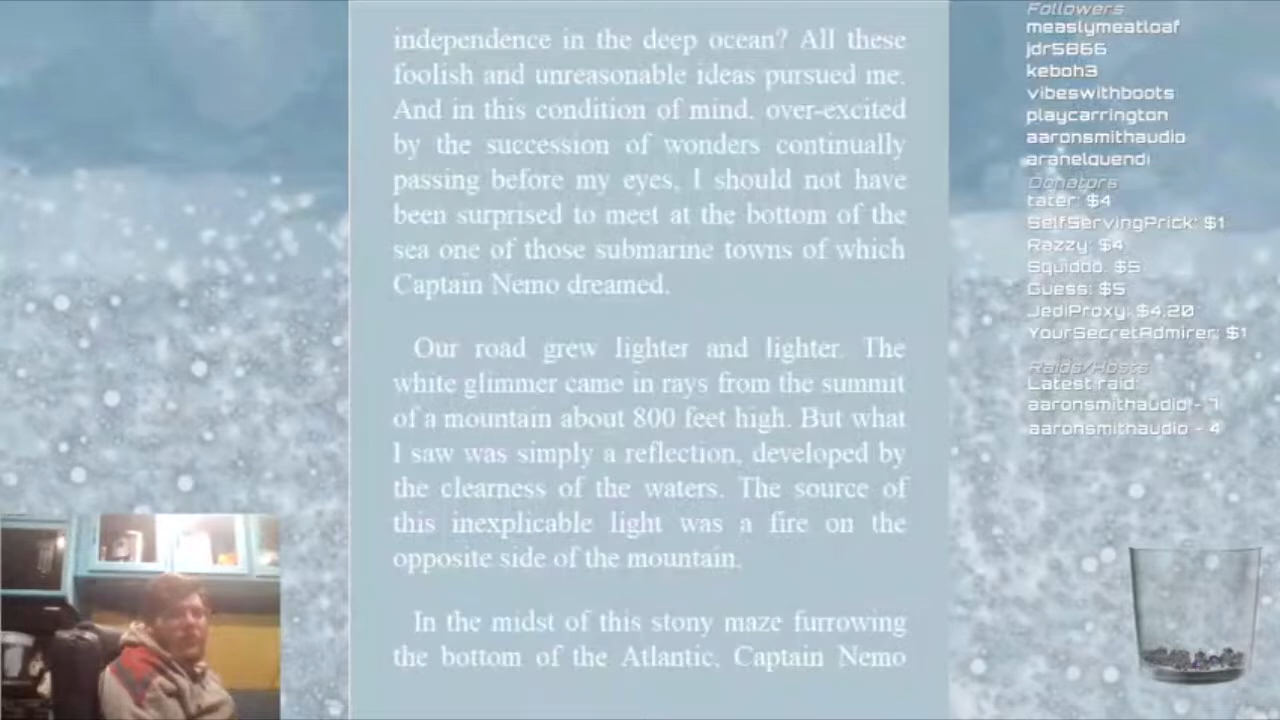 independence in the deep ocean? All these
foolish and unreasonable ideas pursued me.
And in this condition of mind, over-excited
by the succession of wonders continually
passing before my eyes, I should not have
been surprised to meet at the bottom of the
sea one of those submarine towns of which
Captain Nemo dreamed.
Our road grew lighter and lighter. The
white glimmer came in rays from the summit
of a mountain about 800 feet high. But what
I saw was simply a reflection, developed by
the clearness of the waters. The source of
this inexplicable light was a fire on the
opposite side of the mountain.
In the midst of this stony maze furrowing
the bottom of the Atlantic, Captain Nemo
Followers
measlymeatloaf
jdr5866
keboh3
vibeswithboots
playcarrington
aaronsmithaudio
aranelquendi
Donators
tater: $4
SelfServingPrick: $1
Razzy: $4
Squidoo: $5
Guess: $5
JediProxy: $4.20
YourSecretAdmirer: $1
Raids/Hosts
Latest raid:
aaronsmithaudio - 7
aaronsmithaudio - 4